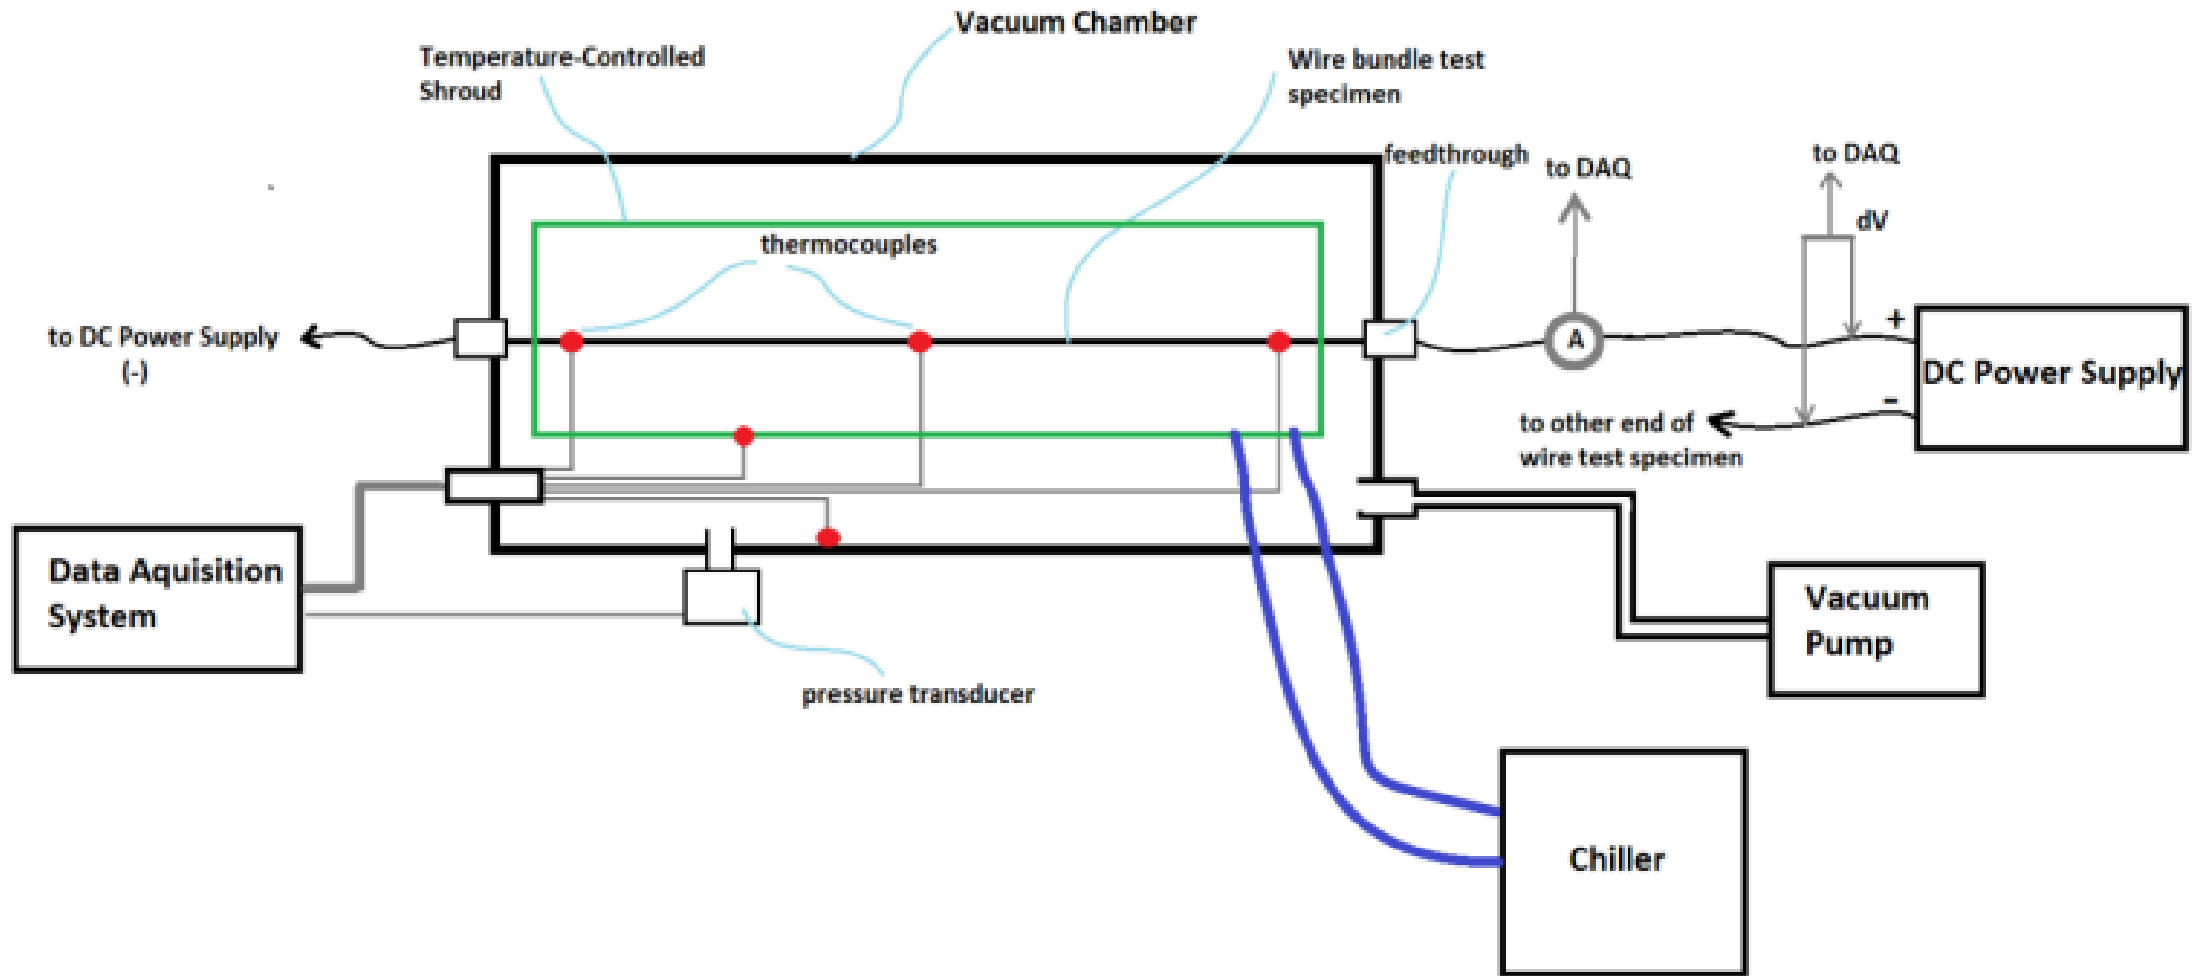 Vacuum Chamber
Temperature-Controlled
Shroud
Wire bundle test
specimen
feedthrough
to DAQ
to DAQ
dV
thermocouples
to DC Power Supply
(-)
A
+
DC Power Supply
-
to other end of
wire test specimen
Data Aquisition
System
Vacuum
Pump
pressure transducer
Chiller